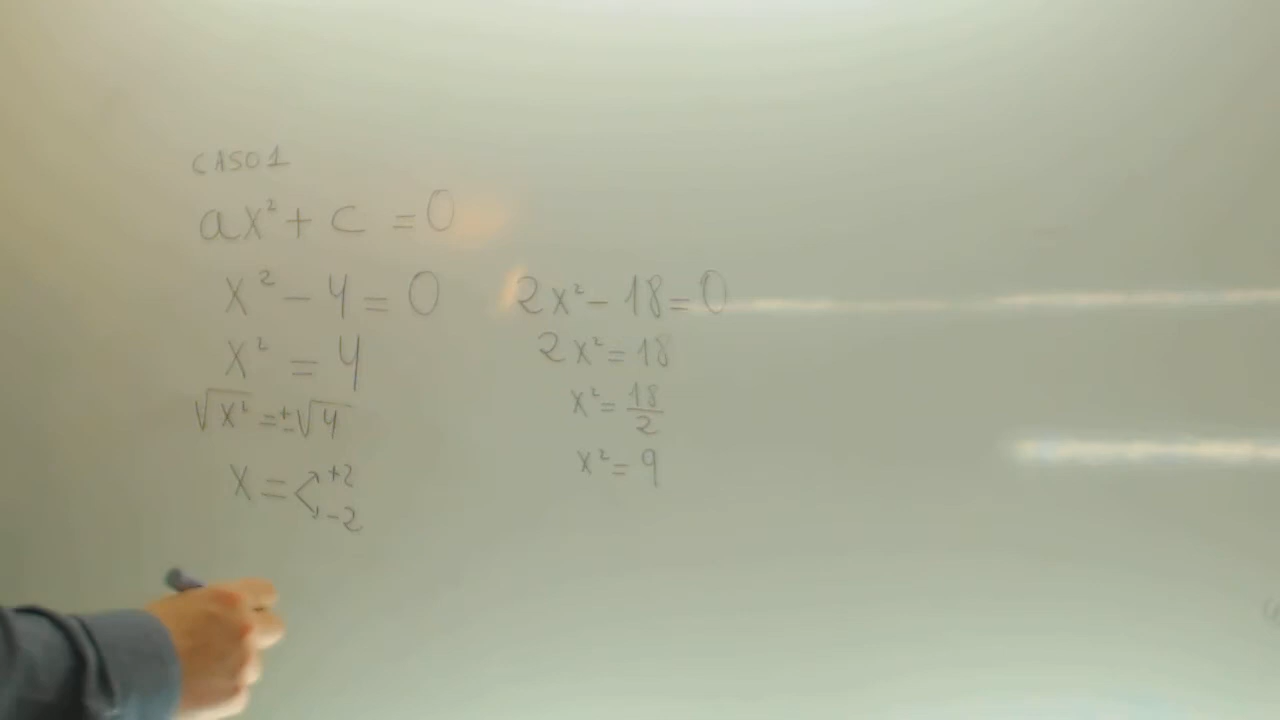 CASO 1
ax² + c = 0
x² - 4 = 0
x² = 4
√x² = ±√4
x = < +2
-2
2x² - 18 = 0
2x² = 18
x² = 18/2
x² = 9